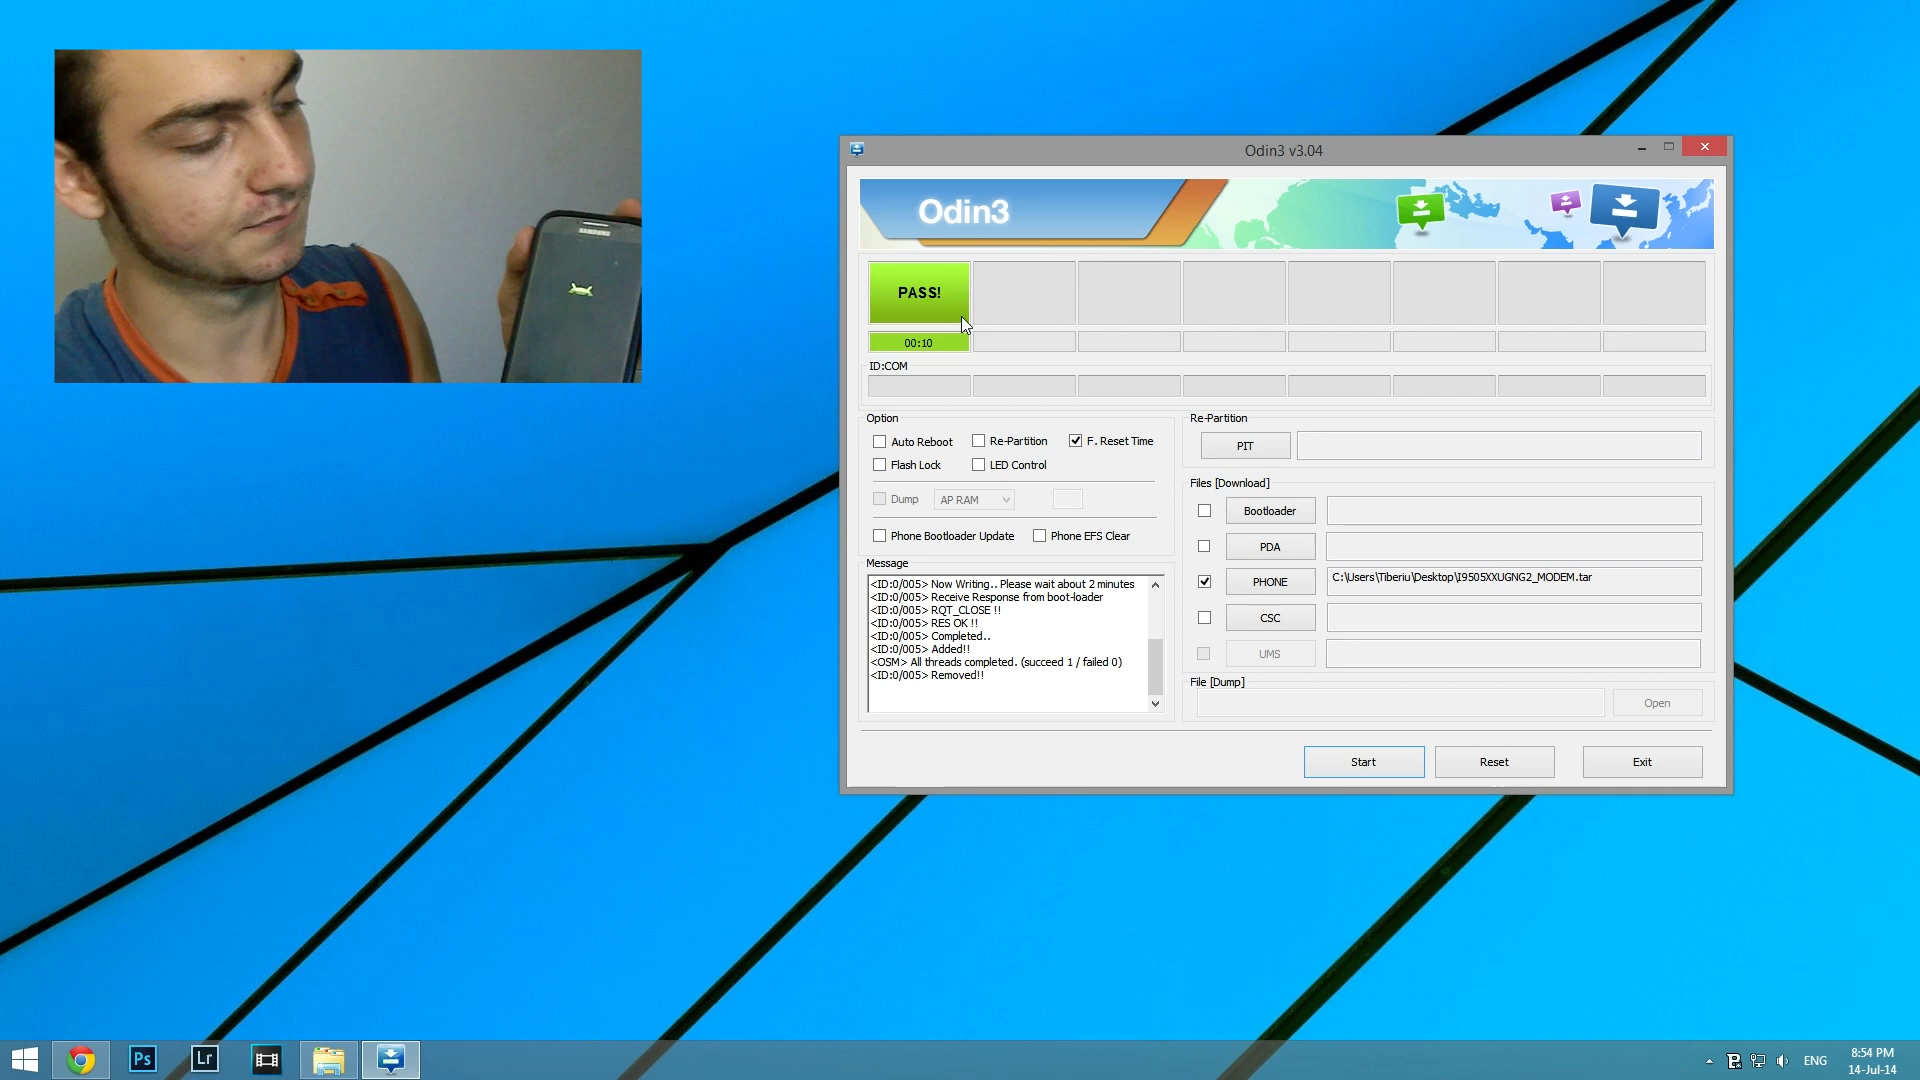 SAMSUNG
Odin3 v3.04
Odin3
PASS!
00:10
ID:COM
Option
Auto Reboot
Re-Partition
F. Reset Time
Flash Lock
LED Control
Dump
AP RAM
Phone Bootloader Update
Phone EFS Clear
Message
<ID:0/005> Now Writing.. Please wait about 2 minutes
<ID:0/005> Receive Response from boot-loader
<ID:0/005> RQT_CLOSE !!
<ID:0/005> RES OK !!
<ID:0/005> Completed..
<ID:0/005> Added!!
<OSM> All threads completed. (succeed 1 / failed 0)
<ID:0/005> Removed!!
Re-Partition
PIT
Files [Download]
Bootloader
PDA
PHONE
C:\Users\Tiberiu\Desktop\I9505XXUGNG2_MODEM.tar
CSC
UMS
File [Dump]
Open
Start
Reset
Exit
Ps
Lr
B
ENG
8:54 PM
14-Jul-14